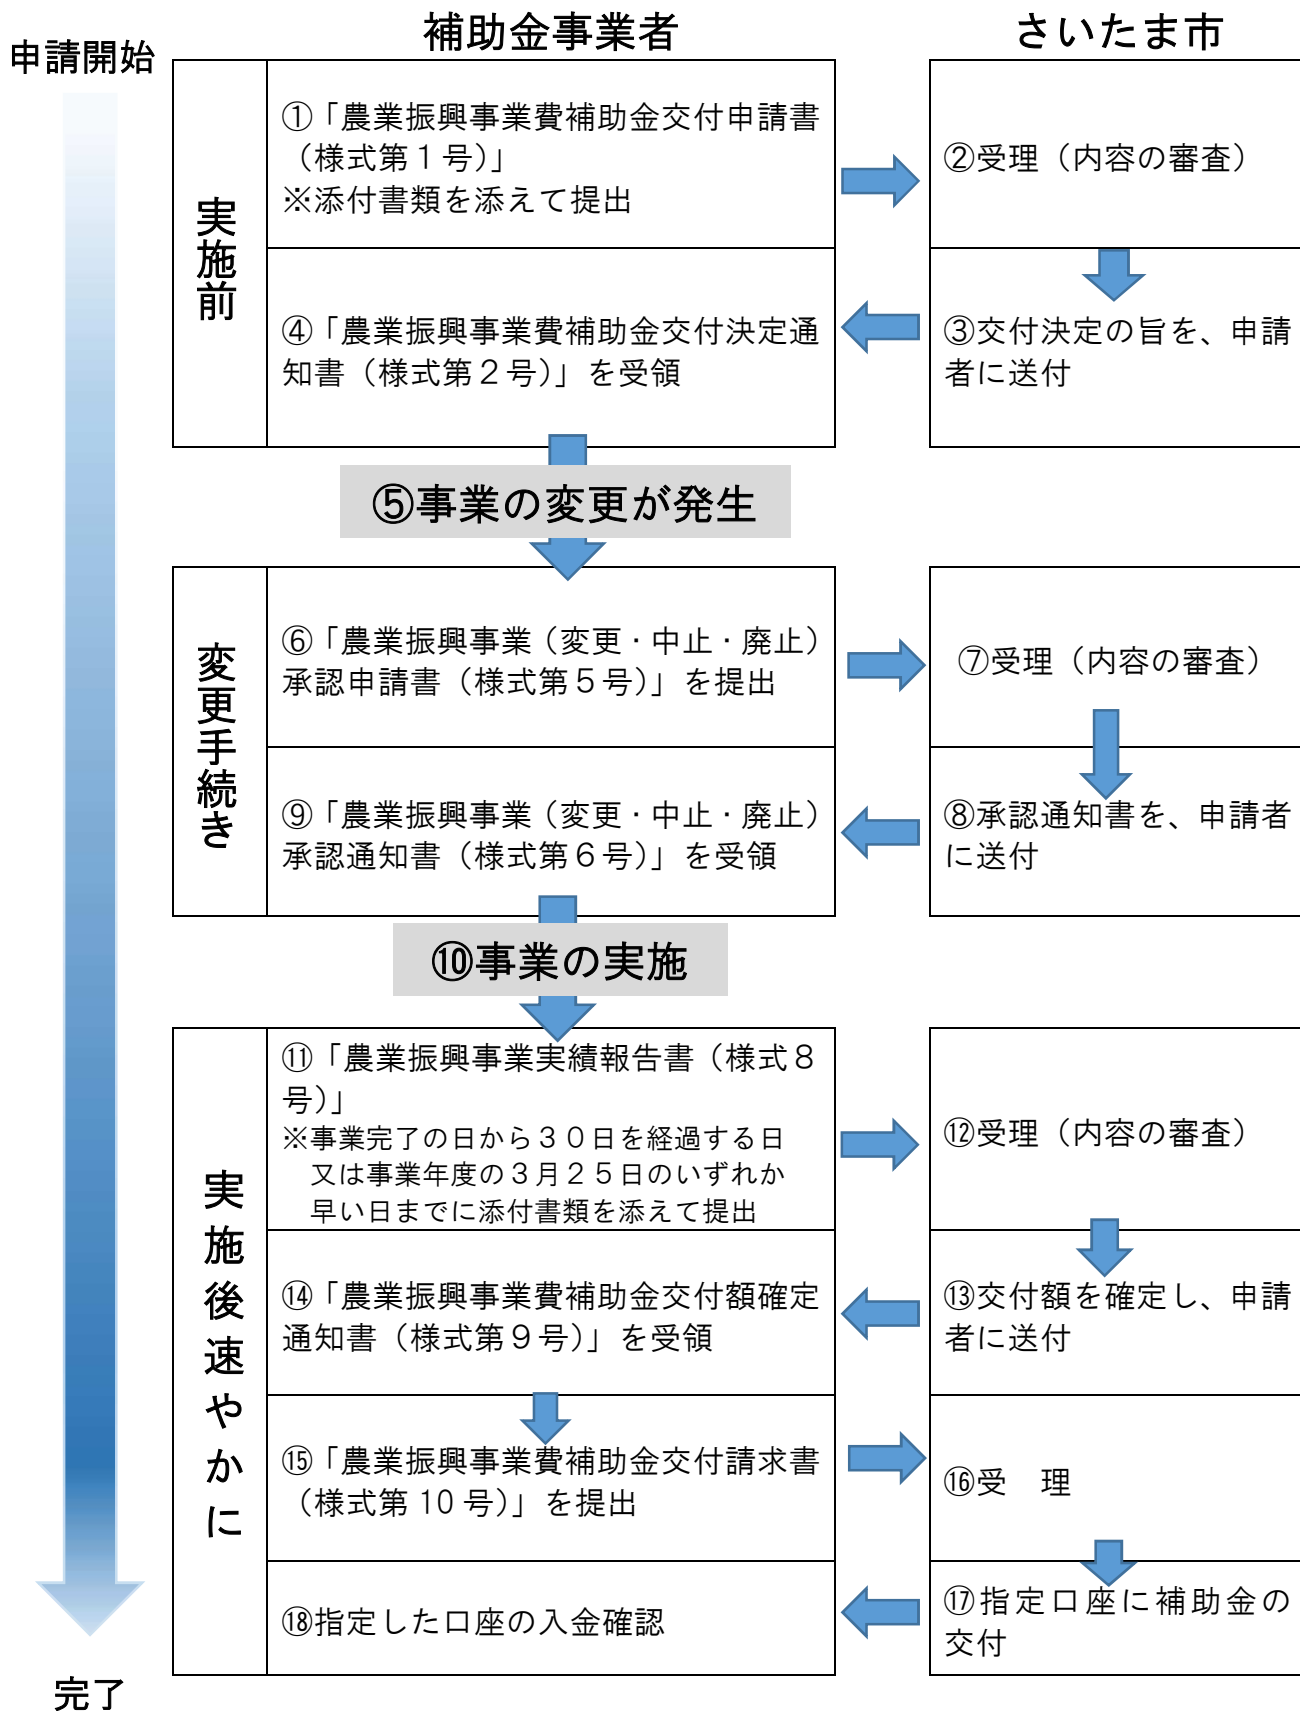 補助金事業者
さいたま市
申請開始
実施前
①「農業振興事業費補助金交付申請書
（様式第１号）」
※添付書類を添えて提出
②受理（内容の審査）
③交付決定の旨を、申請
者に送付
④「農業振興事業費補助金交付決定通
知書（様式第２号）」を受領
⑤事業の変更が発生
変更手続き
⑥「農業振興事業（変更・中止・廃止）
承認申請書（様式第５号）」を提出
⑦受理（内容の審査）
⑧承認通知書を、申請者
に送付
⑨「農業振興事業（変更・中止・廃止）
承認通知書（様式第６号）」を受領
⑩事業の実施
実施後速やかに
⑪「農業振興事業実績報告書（様式８
号）」
※事業完了の日から３０日を経過する日
又は事業年度の３月２５日のいずれか
早い日までに添付書類を添えて提出
⑫受理（内容の審査）
⑬交付額を確定し、申請
者に送付
⑭「農業振興事業費補助金交付額確定
通知書（様式第９号）」を受領
⑮「農業振興事業費補助金交付請求書
（様式第 10 号）」を提出
⑯受　理
⑰指定口座に補助金の
交付
⑱指定した口座の入金確認
完了